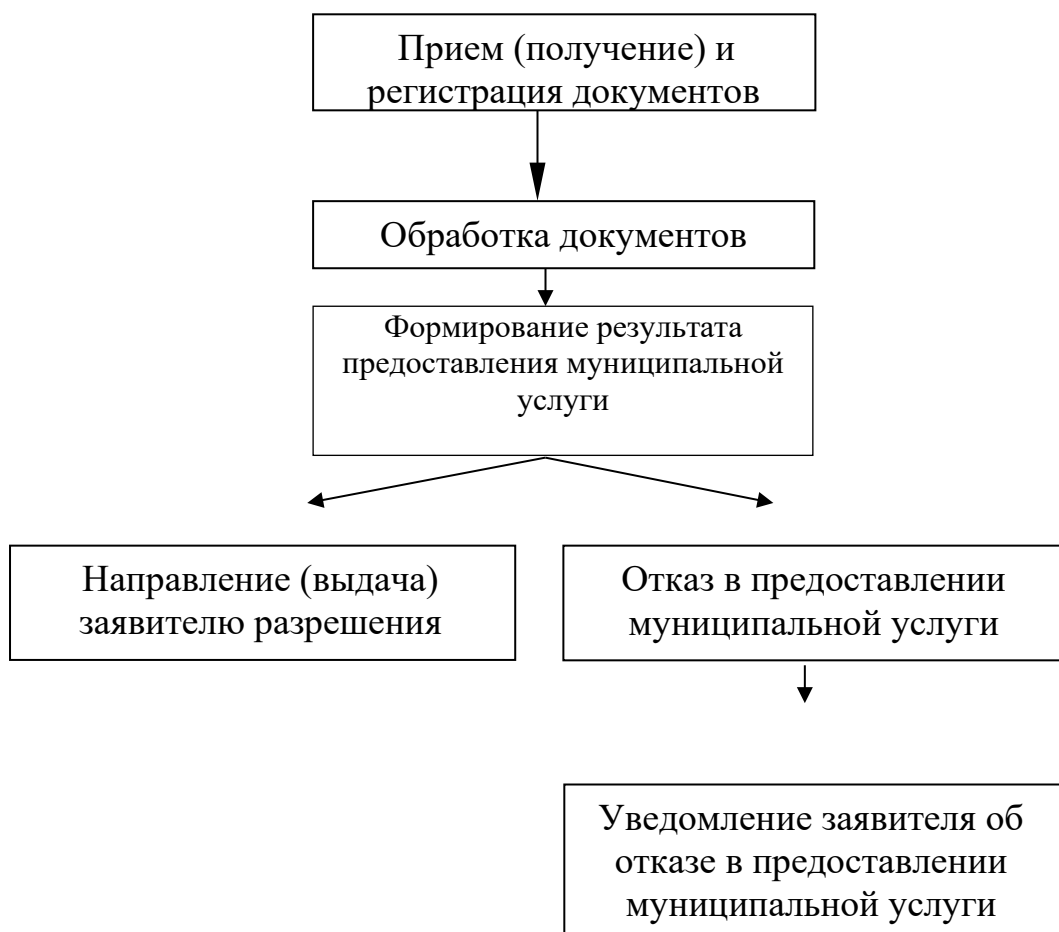 Прием (получение) и
регистрация документов
Обработка документов
Формирование результата
предоставления муниципальной
услуги
Направление (выдача)
заявителю разрешения
Отказ в предоставлении
муниципальной услуги
Уведомление заявителя об
отказе в предоставлении
муниципальной услуги